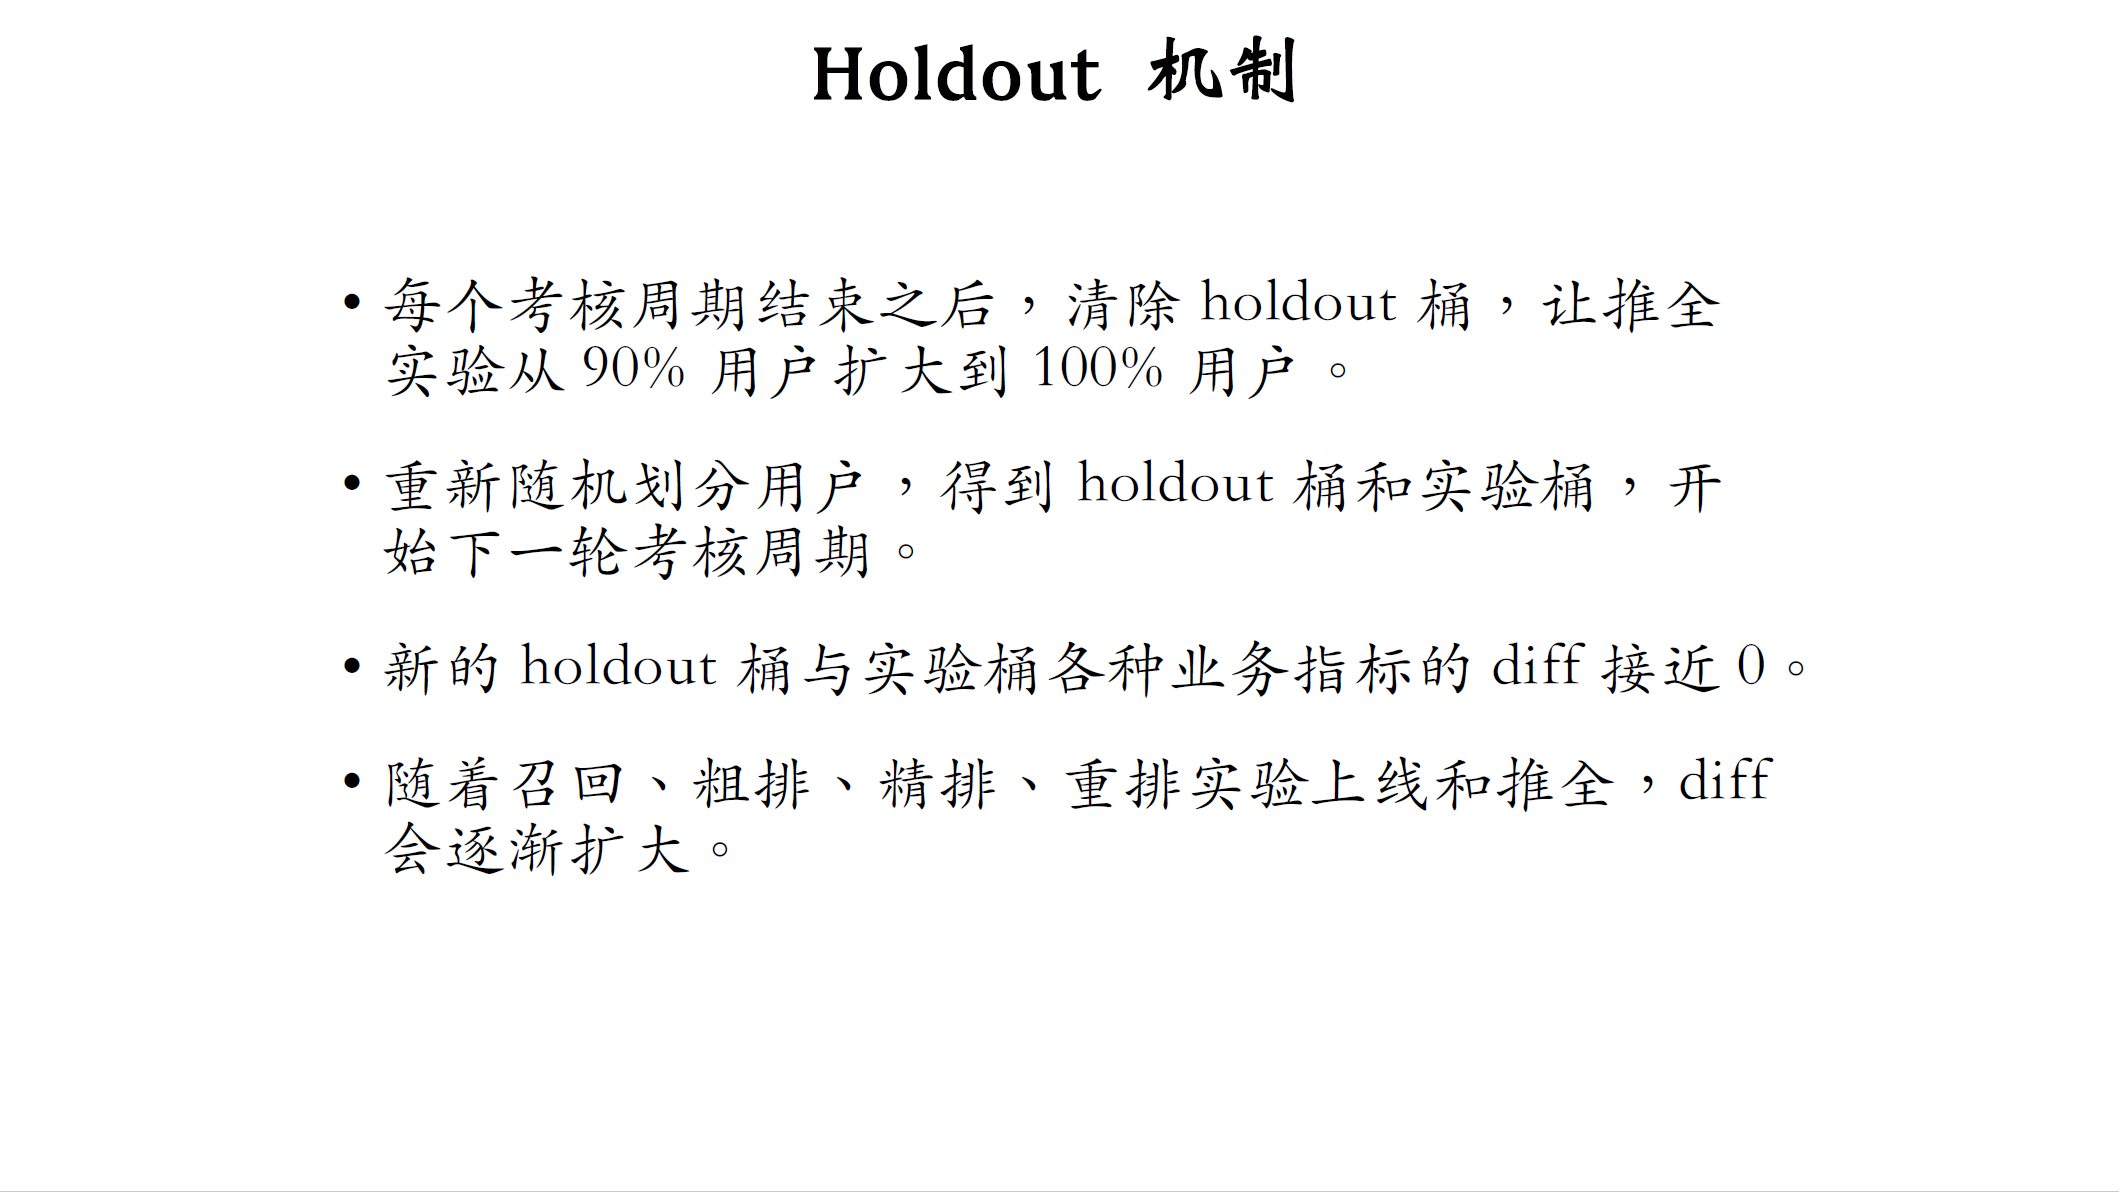 Holdout 机制
• 每个考核周期结束之后，清除 holdout 桶，让推全
实验从 90% 用户扩大到 100% 用户。
• 重新随机划分用户，得到 holdout 桶和实验桶，开
始下一轮考核周期。
• 新的 holdout 桶与实验桶各种业务指标的 diff 接近 0。
• 随着召回、粗排、精排、重排实验上线和推全，diff
会逐渐扩大。